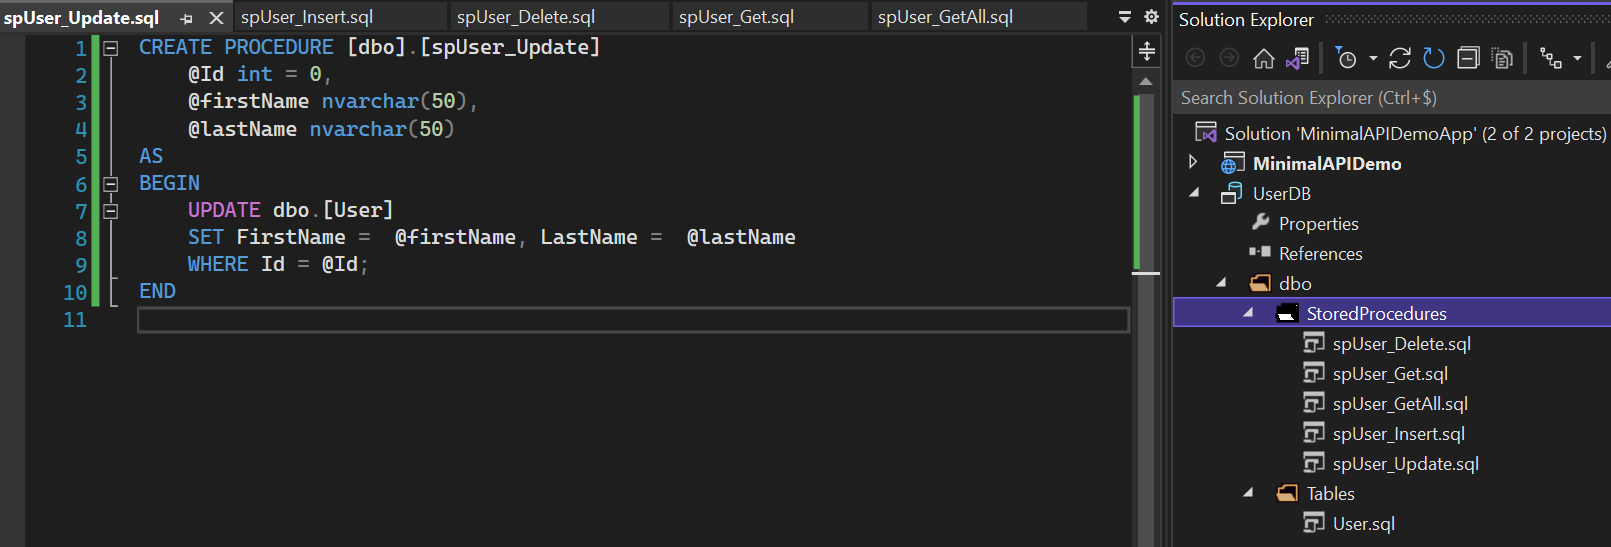 spUser_Update.sql
spUser_Insert.sql
spUser_Delete.sql
spUser_Get.sql
spUser_GetAll.sql
1 CREATE PROCEDURE [dbo].[spUser_Update]
2 @Id int = 0,
3 @firstName nvarchar(50),
4 @lastName nvarchar(50)
5 AS
6 BEGIN
7 UPDATE dbo.[User]
8 SET FirstName =  @firstName, LastName =  @lastName
9 WHERE Id = @Id;
10 END
11
Solution Explorer
Search Solution Explorer (Ctrl+$)
Solution 'MinimalAPIDemoApp' (2 of 2 projects)
MinimalAPIDemo
UserDB
Properties
References
dbo
StoredProcedures
spUser_Delete.sql
spUser_Get.sql
spUser_GetAll.sql
spUser_Insert.sql
spUser_Update.sql
Tables
User.sql